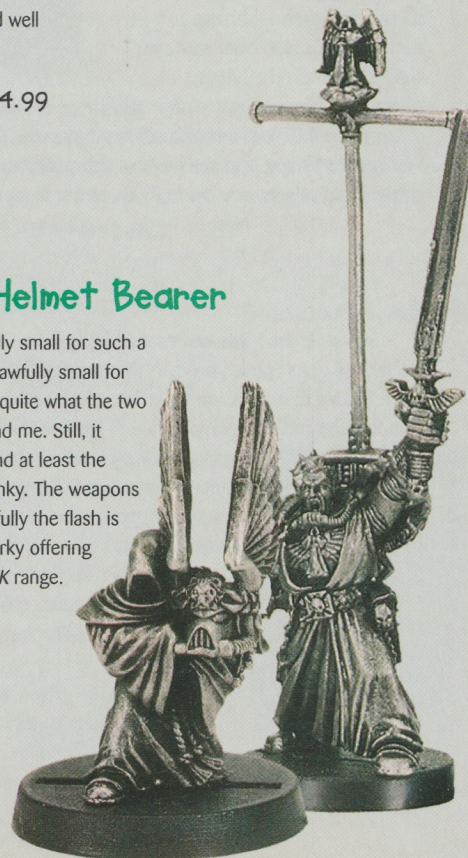 d well
4.99
Helmet Bearer
ly small for such a
awfully small for
quite what the two
nd me. Still, it
nd at least the
nky. The weapons
fully the flash is
rky offering
K range.